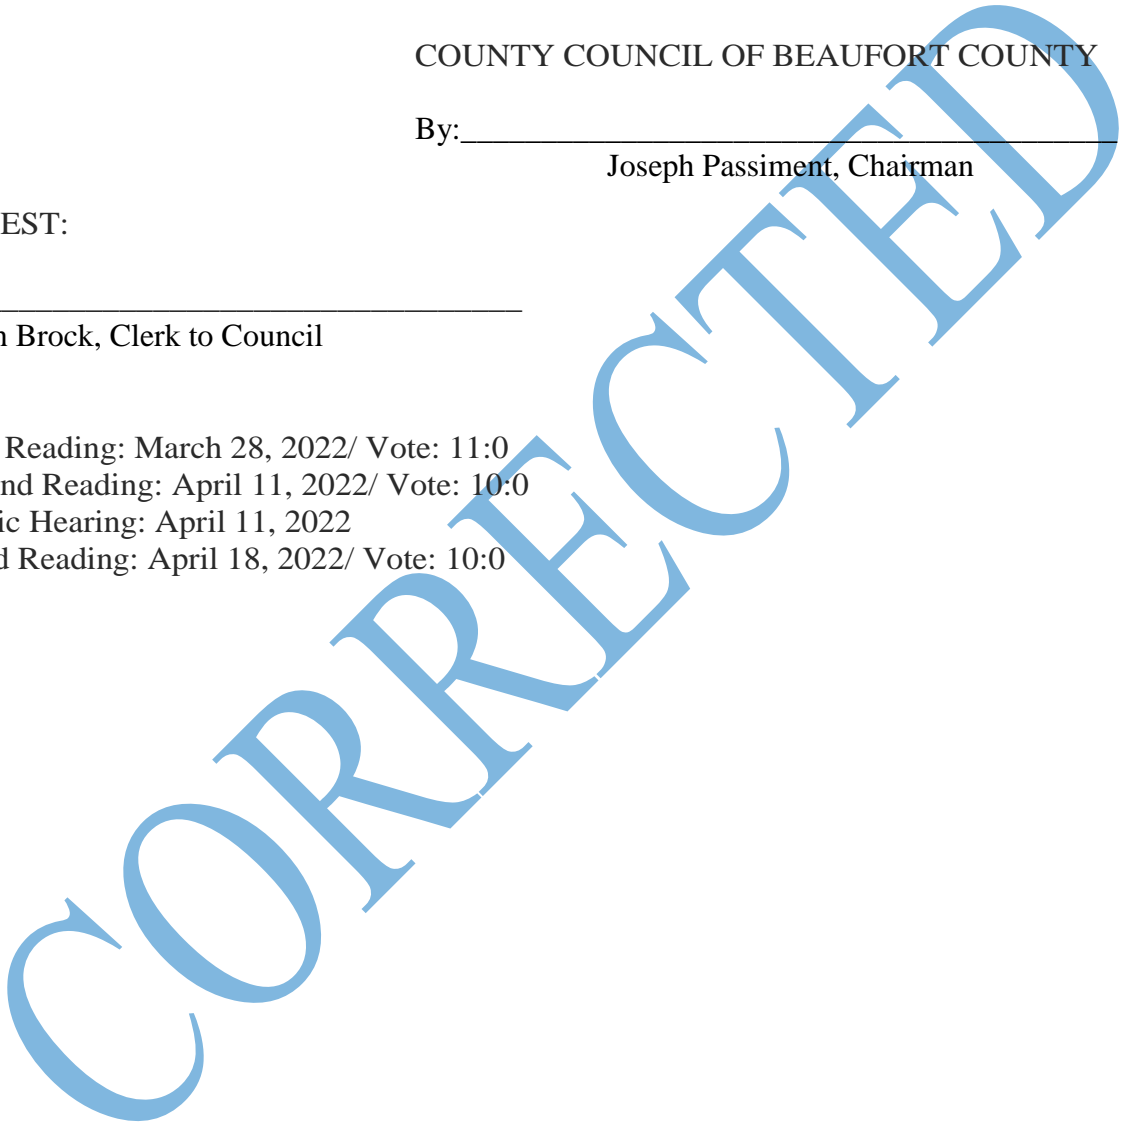 COUNTY COUNCIL OF BEAUFORT COUNTY
By:_________________________________________
Joseph Passiment, Chairman
EST:
_________________________________
n Brock, Clerk to Council
Reading: March 28, 2022/ Vote: 11:0
nd Reading: April 11, 2022/ Vote: 10:0
ic Hearing: April 11, 2022
d Reading: April 18, 2022/ Vote: 10:0
CORRECTED